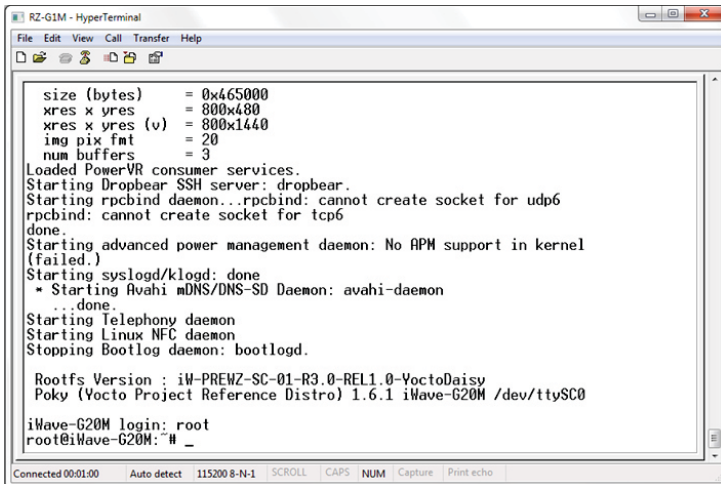 RZ-G1M - HyperTerminal
File Edit View Call Transfer Help
size (bytes) = 0x465000
xres x yres = 800x480
xres x yres (v) = 800x1440
img pix fmt = 20
num buffers = 3
Loaded PowerVR consumer services.
Starting Dropbear SSH server: dropbear.
Starting rpcbind daemon...rpcbind: cannot create socket for udp6
rpcbind: cannot create socket for tcp6
done.
Starting advanced power management daemon: No APM support in kernel
(failed.)
Starting syslogd/klogd: done
* Starting Avahi mDNS/DNS-SD Daemon: avahi-daemon
...done.
Starting Telephony daemon
Starting Linux NFC daemon
Stopping Bootlog daemon: bootlogd.
Rootfs Version : iW-PREWZ-SC-01-R3.0-REL1.0-YoctoDaisy
Poky (Yocto Project Reference Distro) 1.6.1 iWave-G20M /dev/ttySC0
iWave-G20M login: root
root@iWave-G20M:~# _
Connected 00:01:00 Auto detect 115200 8-N-1 SCROLL CAPS NUM Capture Print echo